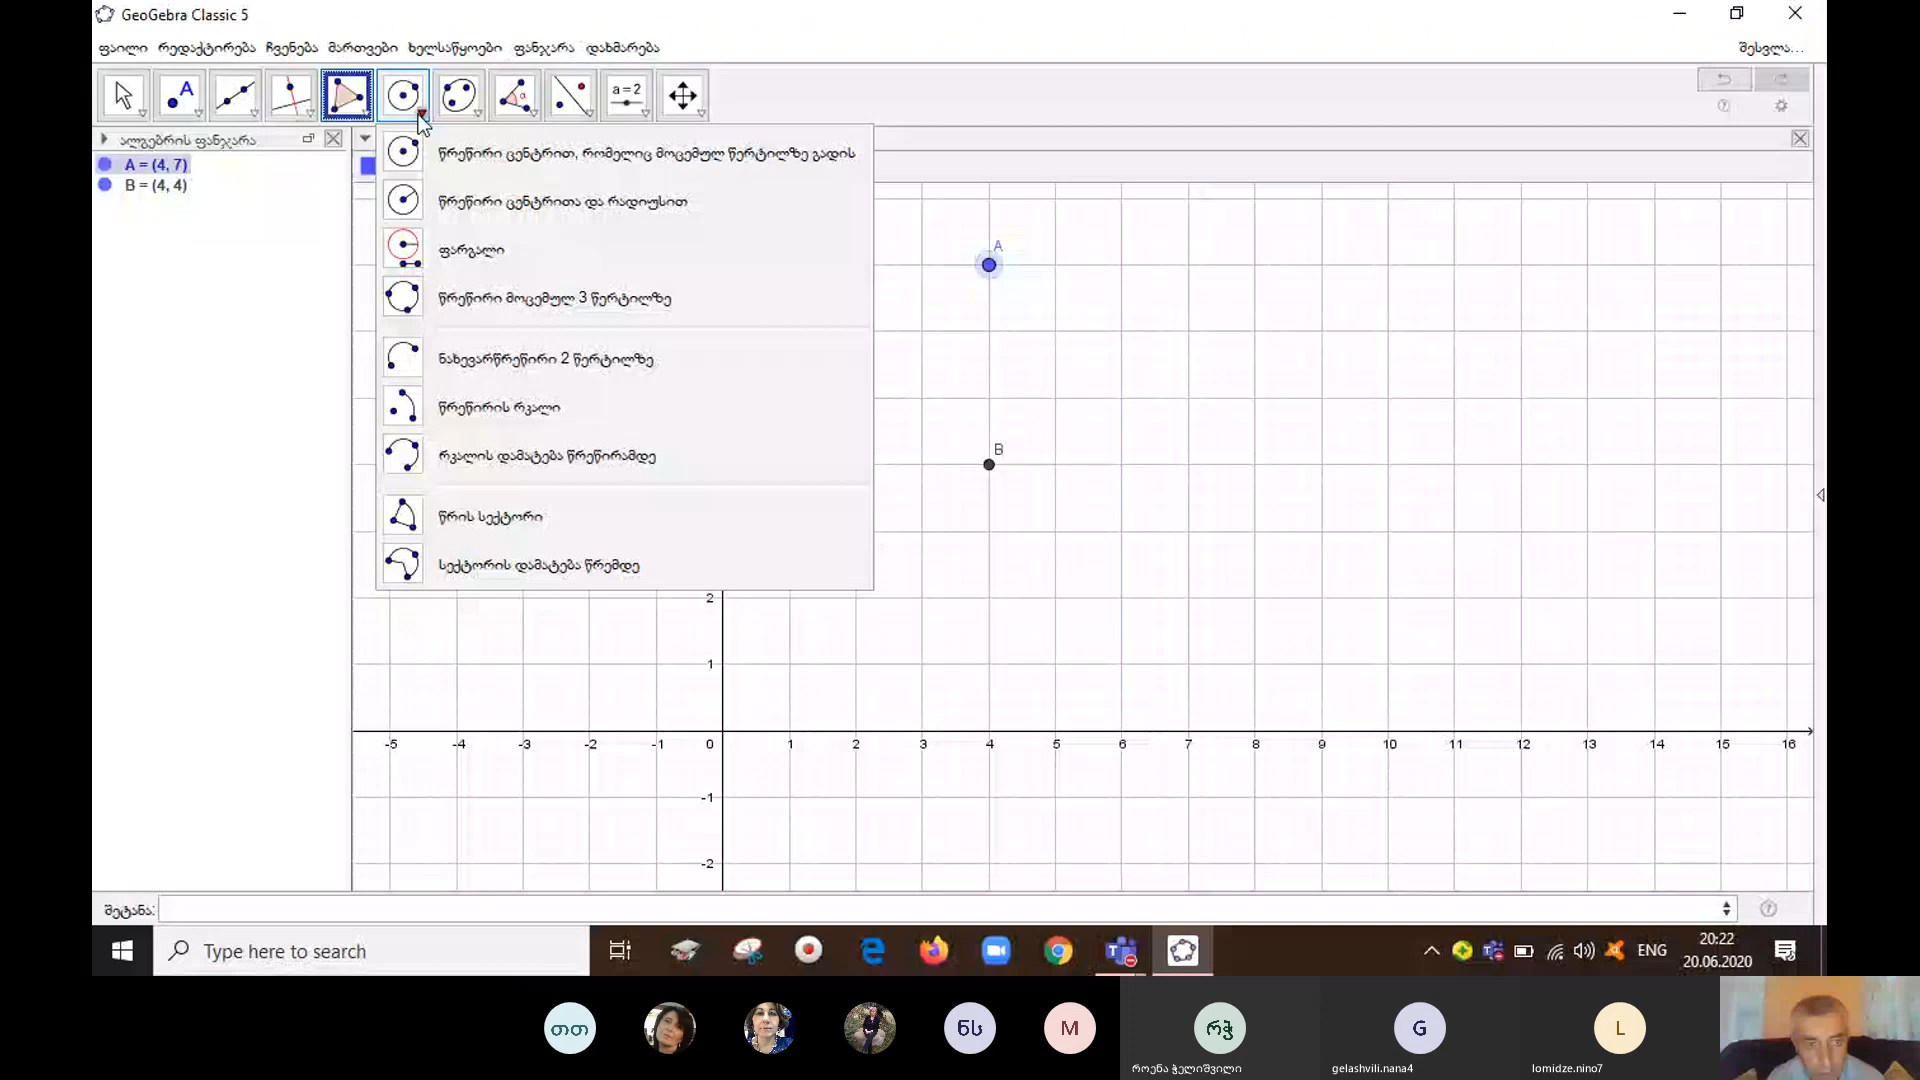 GeoGebra Classic 5
ფაილი რედაქტირება ჩვენება მართვები ხელსაწყოები ფანჯარა დახმარება
შესვლა...
A
α
a = 2
ალგებრის ფანჯარა
A = (4, 7)
B = (4, 4)
წრეწირი ცენტრით, რომელიც მოცემულ წერტილზე გადის
წრეწირი ცენტრითა და რადიუსით
ფარგალი
წრეწირი მოცემულ 3 წერტილზე
ნახევარწრეწირი 2 წერტილზე
წრეწირის რკალი
რკალის დამატება წრეწირამდე
წრის სექტორი
სექტორის დამატება წრემდე
A
B
2
1
-5 -4 -3 -2 -1 0 1 2 3 4 5 6 7 8 9 10 11 12 13 14 15 16
-1
-2
შეტანა:
Type here to search
ENG
20:22
20.06.2020
თთ
ნს
M
რჭ
G
L
როენა ჭელიშვილი
gelashvili.nana4
lomidze.nino7